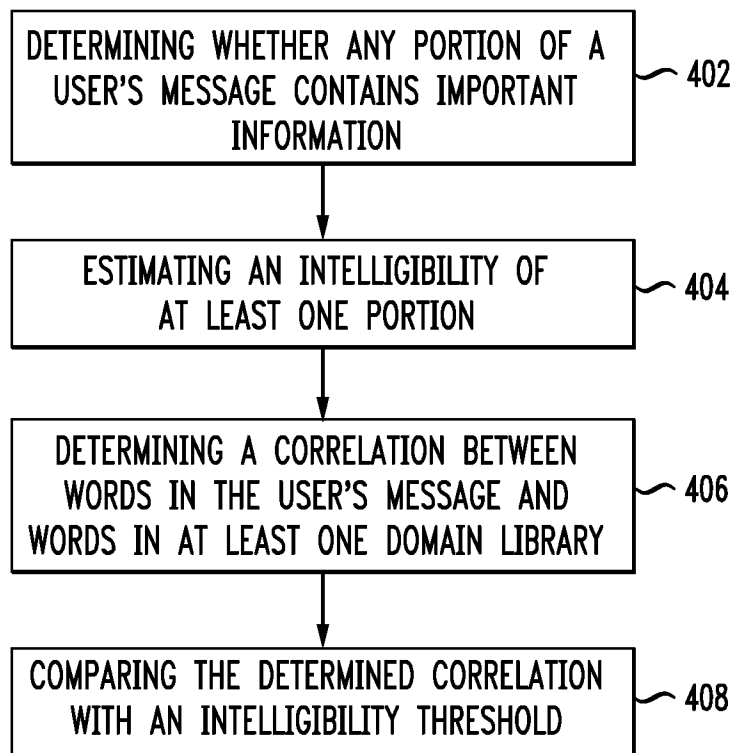 DETERMINING WHETHER ANY PORTION OF A
USER'S MESSAGE CONTAINS IMPORTANT
INFORMATION
402
ESTIMATING AN INTELLIGIBILITY OF
AT LEAST ONE PORTION
404
DETERMINING A CORRELATION BETWEEN
WORDS IN THE USER'S MESSAGE AND
WORDS IN AT LEAST ONE DOMAIN LIBRARY
406
COMPARING THE DETERMINED CORRELATION
WITH AN INTELLIGIBILITY THRESHOLD
408